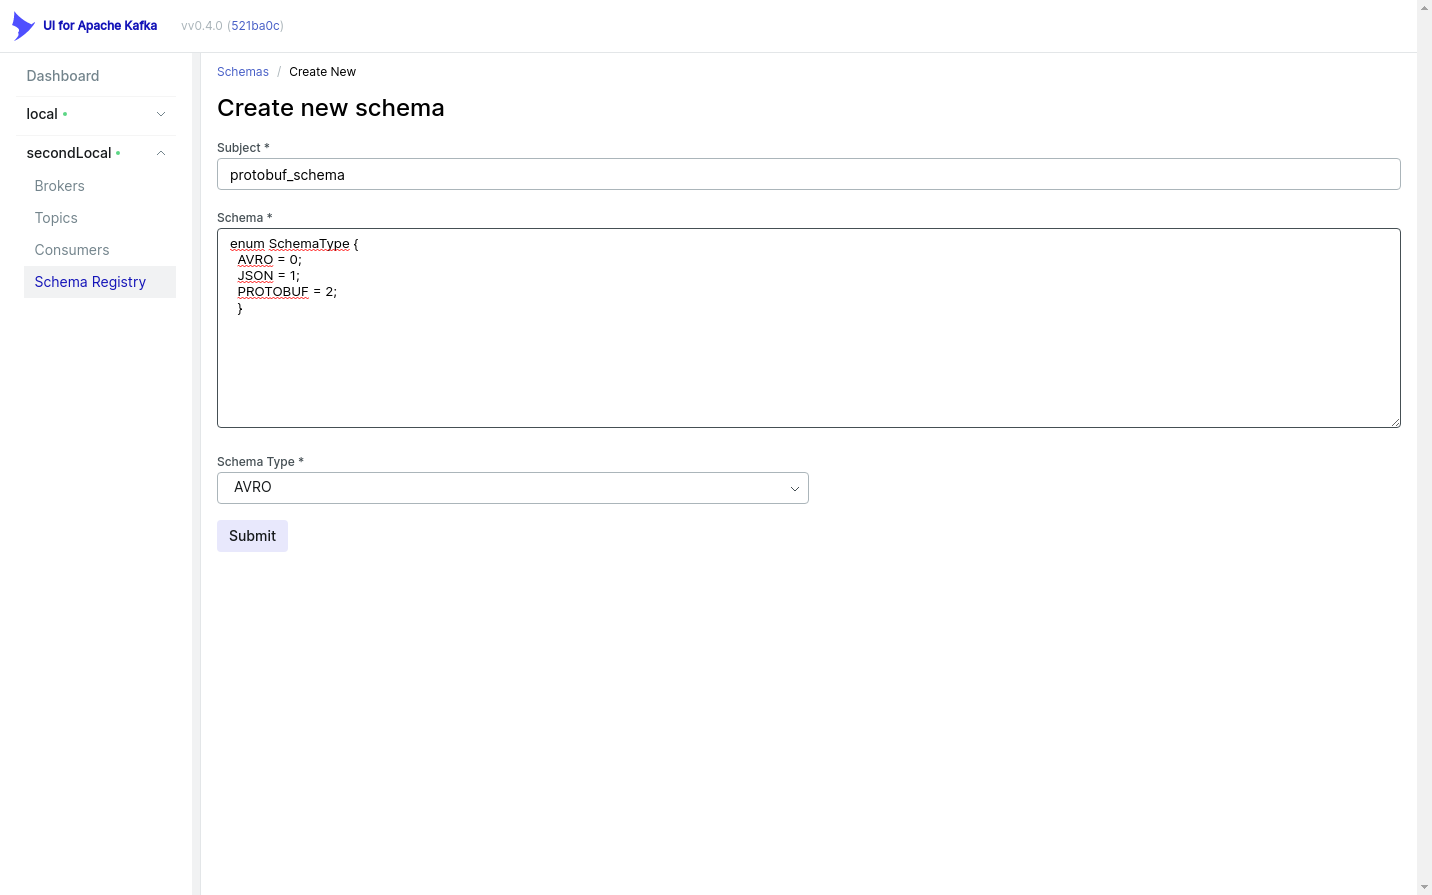 UI for Apache Kafka vv0.4.0 (521ba0c)
Dashboard
local
secondLocal
Brokers
Topics
Consumers
Schema Registry
Schemas / Create New
Create new schema
Subject *
protobuf_schema
Schema *
enum SchemaType {
AVRO = 0;
JSON = 1;
PROTOBUF = 2;
}
Schema Type *
AVRO
Submit